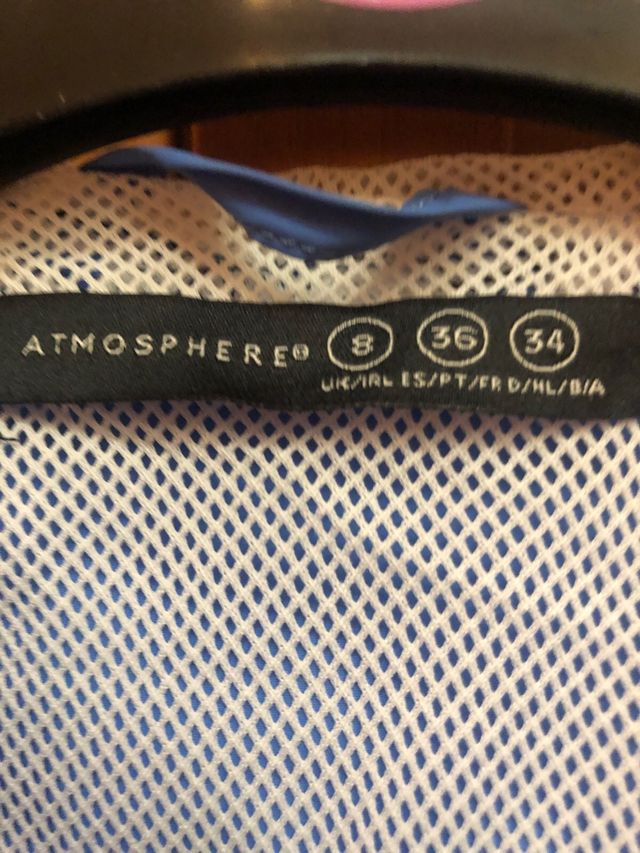 ATMOSPHERE® 8 36 34
UK/IRL ES/PT/FR D/NL/B/A